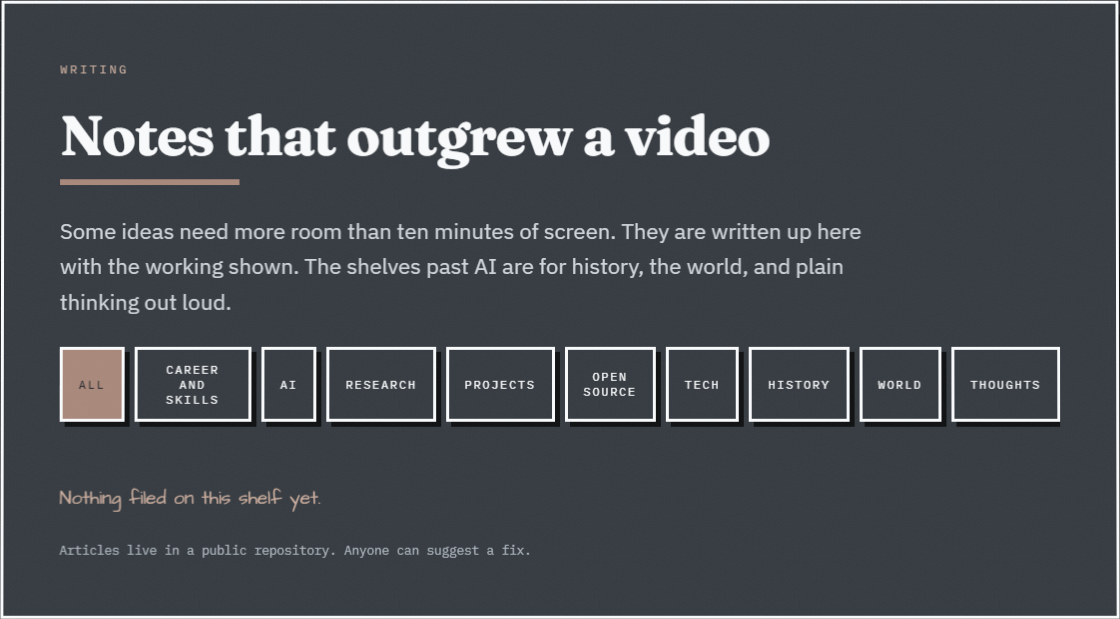 WRITING
Notes that outgrew a video
Some ideas need more room than ten minutes of screen. They are written up here
with the working shown. The shelves past AI are for history, the world, and plain
thinking out loud.
ALL
CAREER
AND
SKILLS
AI
RESEARCH
PROJECTS
OPEN
SOURCE
TECH
HISTORY
WORLD
THOUGHTS
Nothing filed on this shelf yet.
Articles live in a public repository. Anyone can suggest a fix.